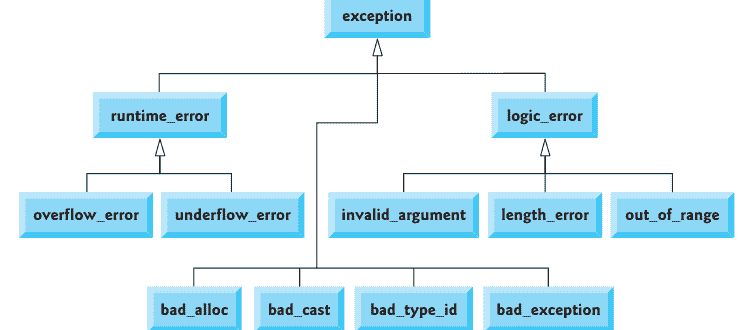 exception
runtime_error
logic_error
overflow_error
underflow_error
invalid_argument
length_error
out_of_range
bad_alloc
bad_cast
bad_type_id
bad_exception